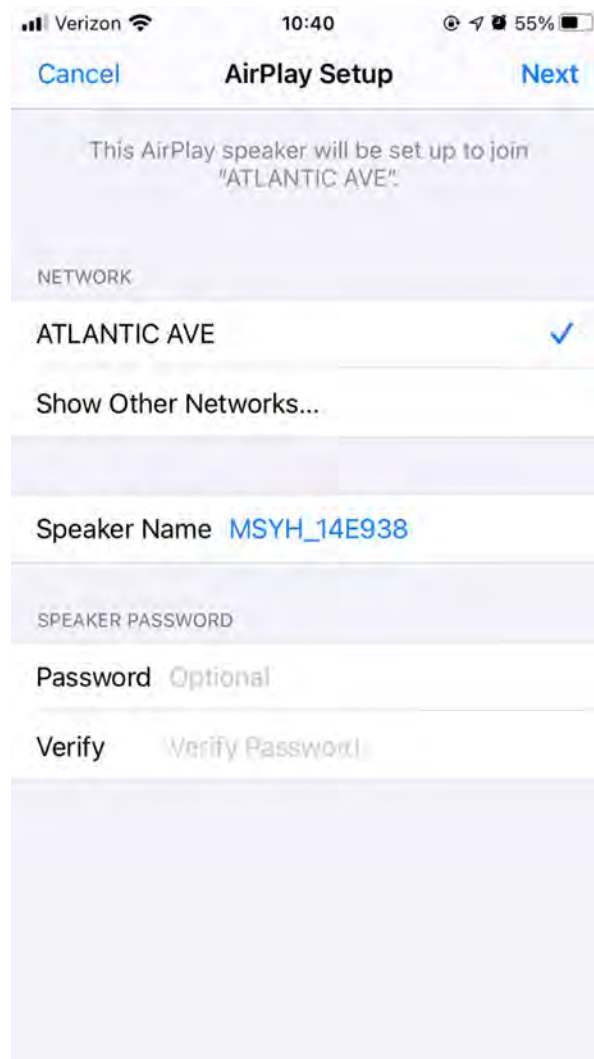 Verizon 10:40 55%
Cancel AirPlay Setup Next
This AirPlay speaker will be set up to join
"ATLANTIC AVE".
NETWORK
ATLANTIC AVE
Show Other Networks...
Speaker Name MSYH_14E938
SPEAKER PASSWORD
Password Optional
Verify Verify Password